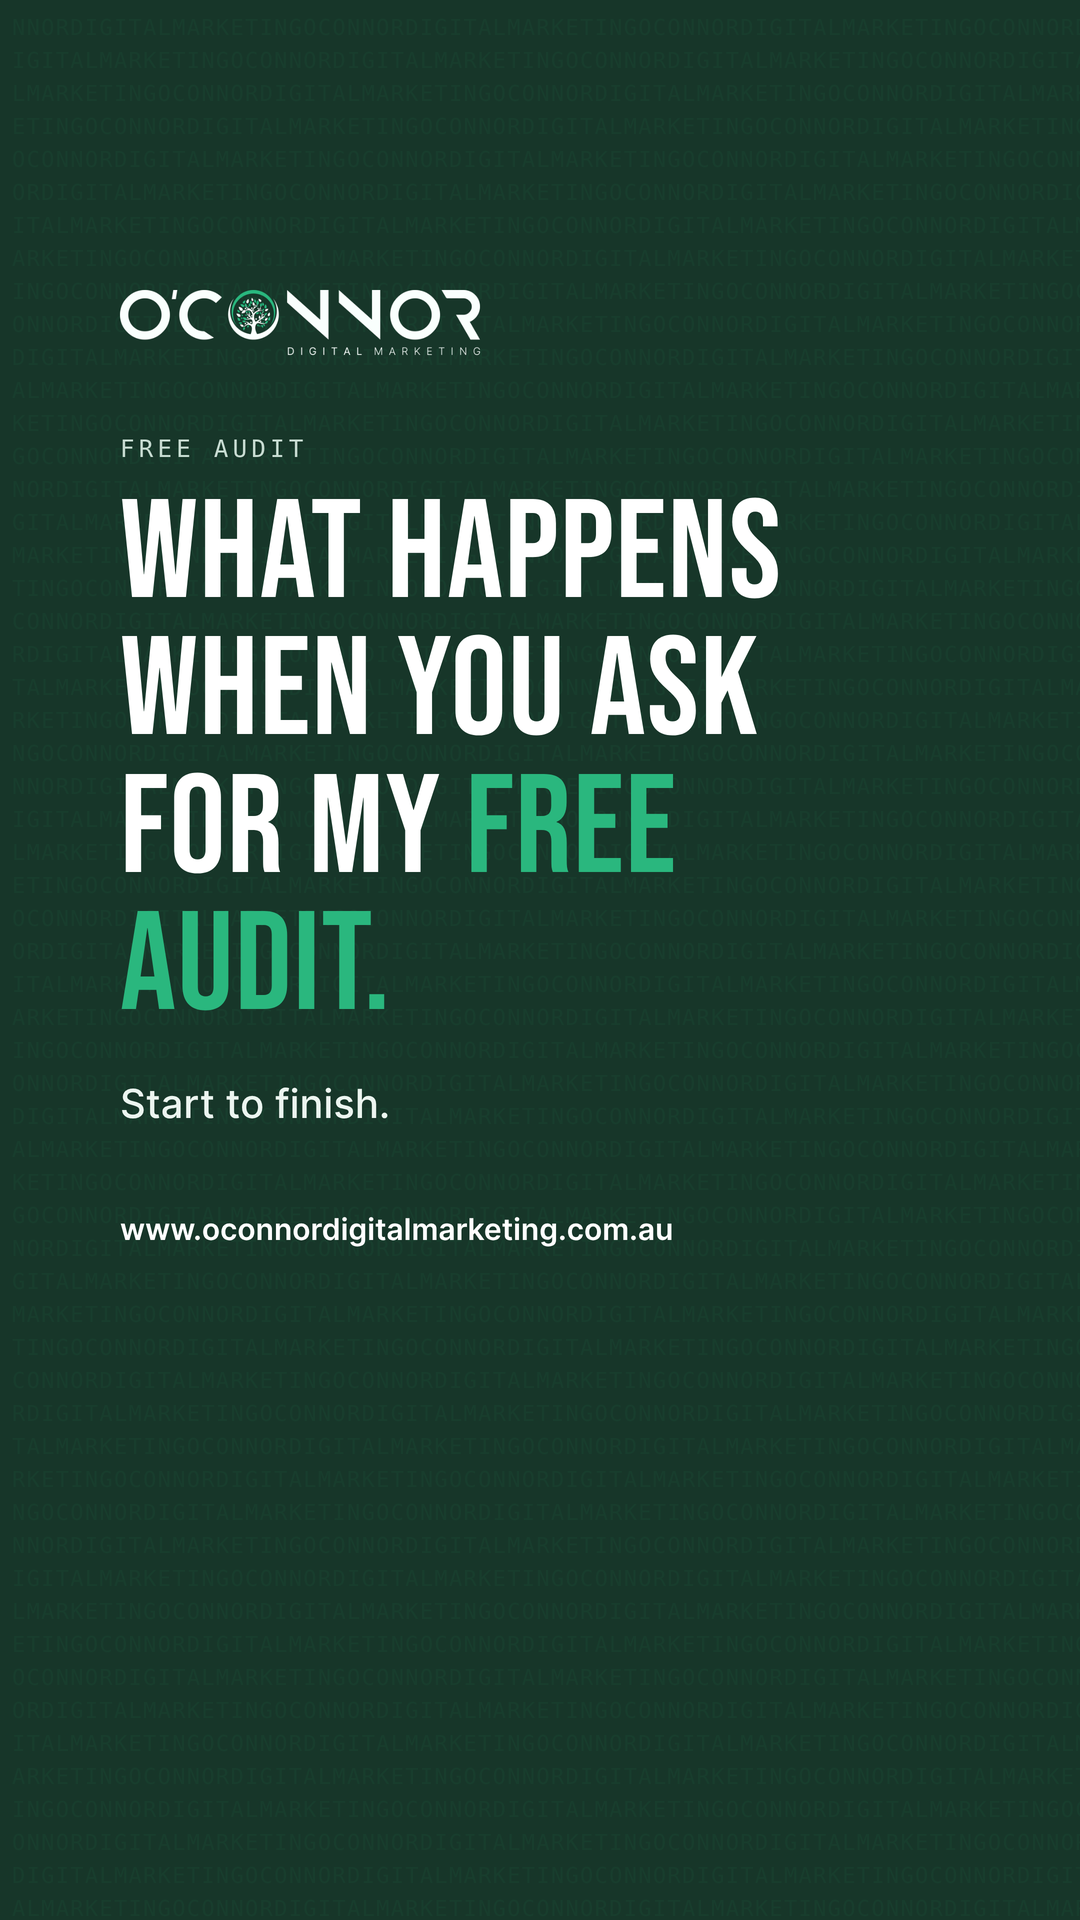 O'CONNOR
DIGITAL MARKETING
FREE AUDIT
WHAT HAPPENS
WHEN YOU ASK
FOR MY FREE
AUDIT.
Start to finish.
www.oconnordigitalmarketing.com.au